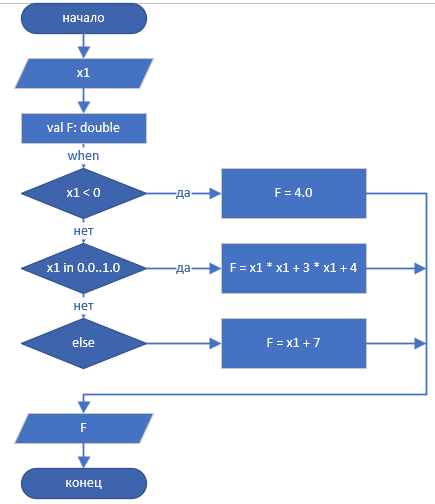 начало
x1
val F: double
when
x1 < 0
да
F = 4.0
нет
x1 in 0.0..1.0
да
F = x1 * x1 + 3 * x1 + 4
нет
else
F = x1 + 7
F
конец